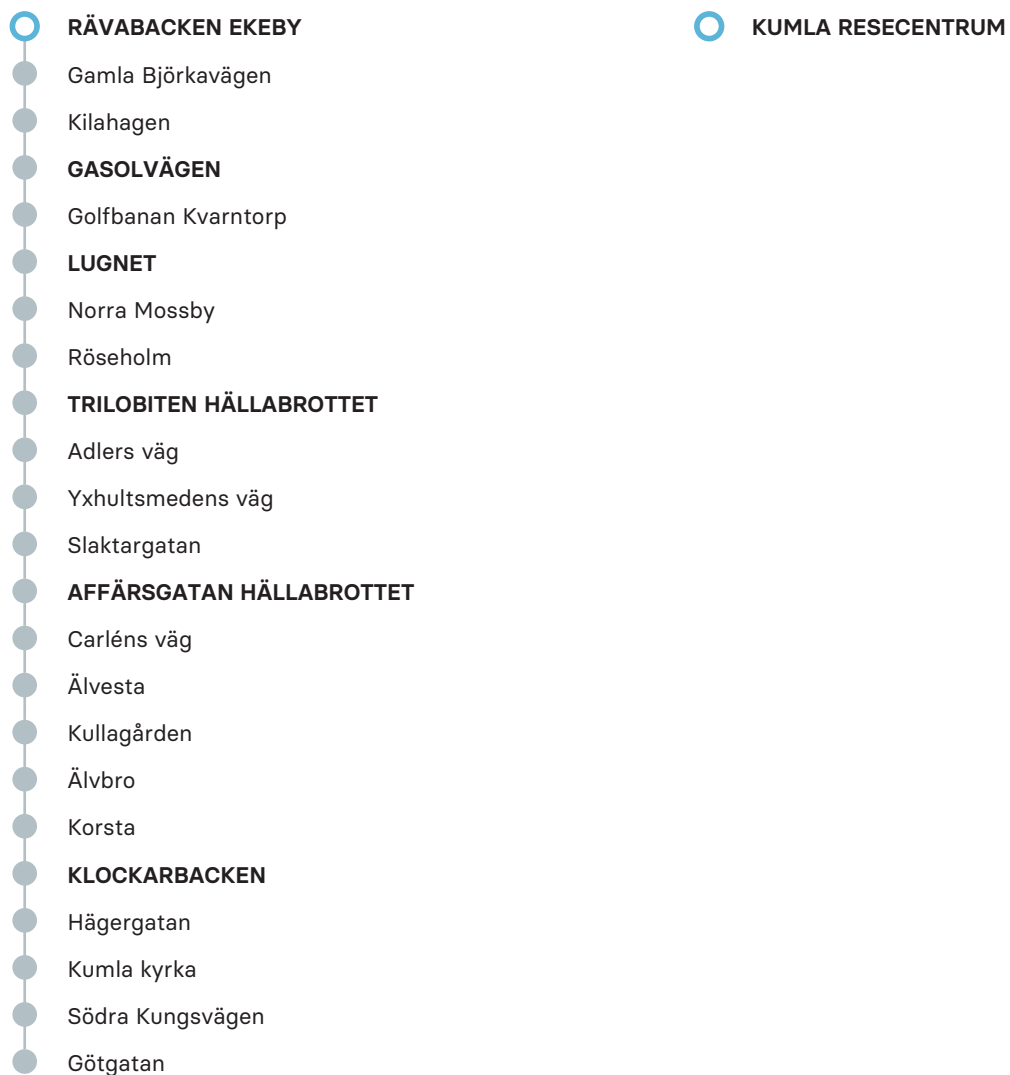 RÄVABACKEN EKEBY
Gamla Björkavägen
Kilahagen
GASOLVÄGEN
Golfbanan Kvarntorp
LUGNET
Norra Mossby
Röseholm
TRILOBITEN HÄLLABROTTET
Adlers väg
Yxhultsmedens väg
Slaktargatan
AFFÄRSGATAN HÄLLABROTTET
Carléns väg
Älvesta
Kullagården
Älvbro
Korsta
KLOCKARBACKEN
Hägergatan
Kumla kyrka
Södra Kungsvägen
Götgatan
KUMLA RESECENTRUM